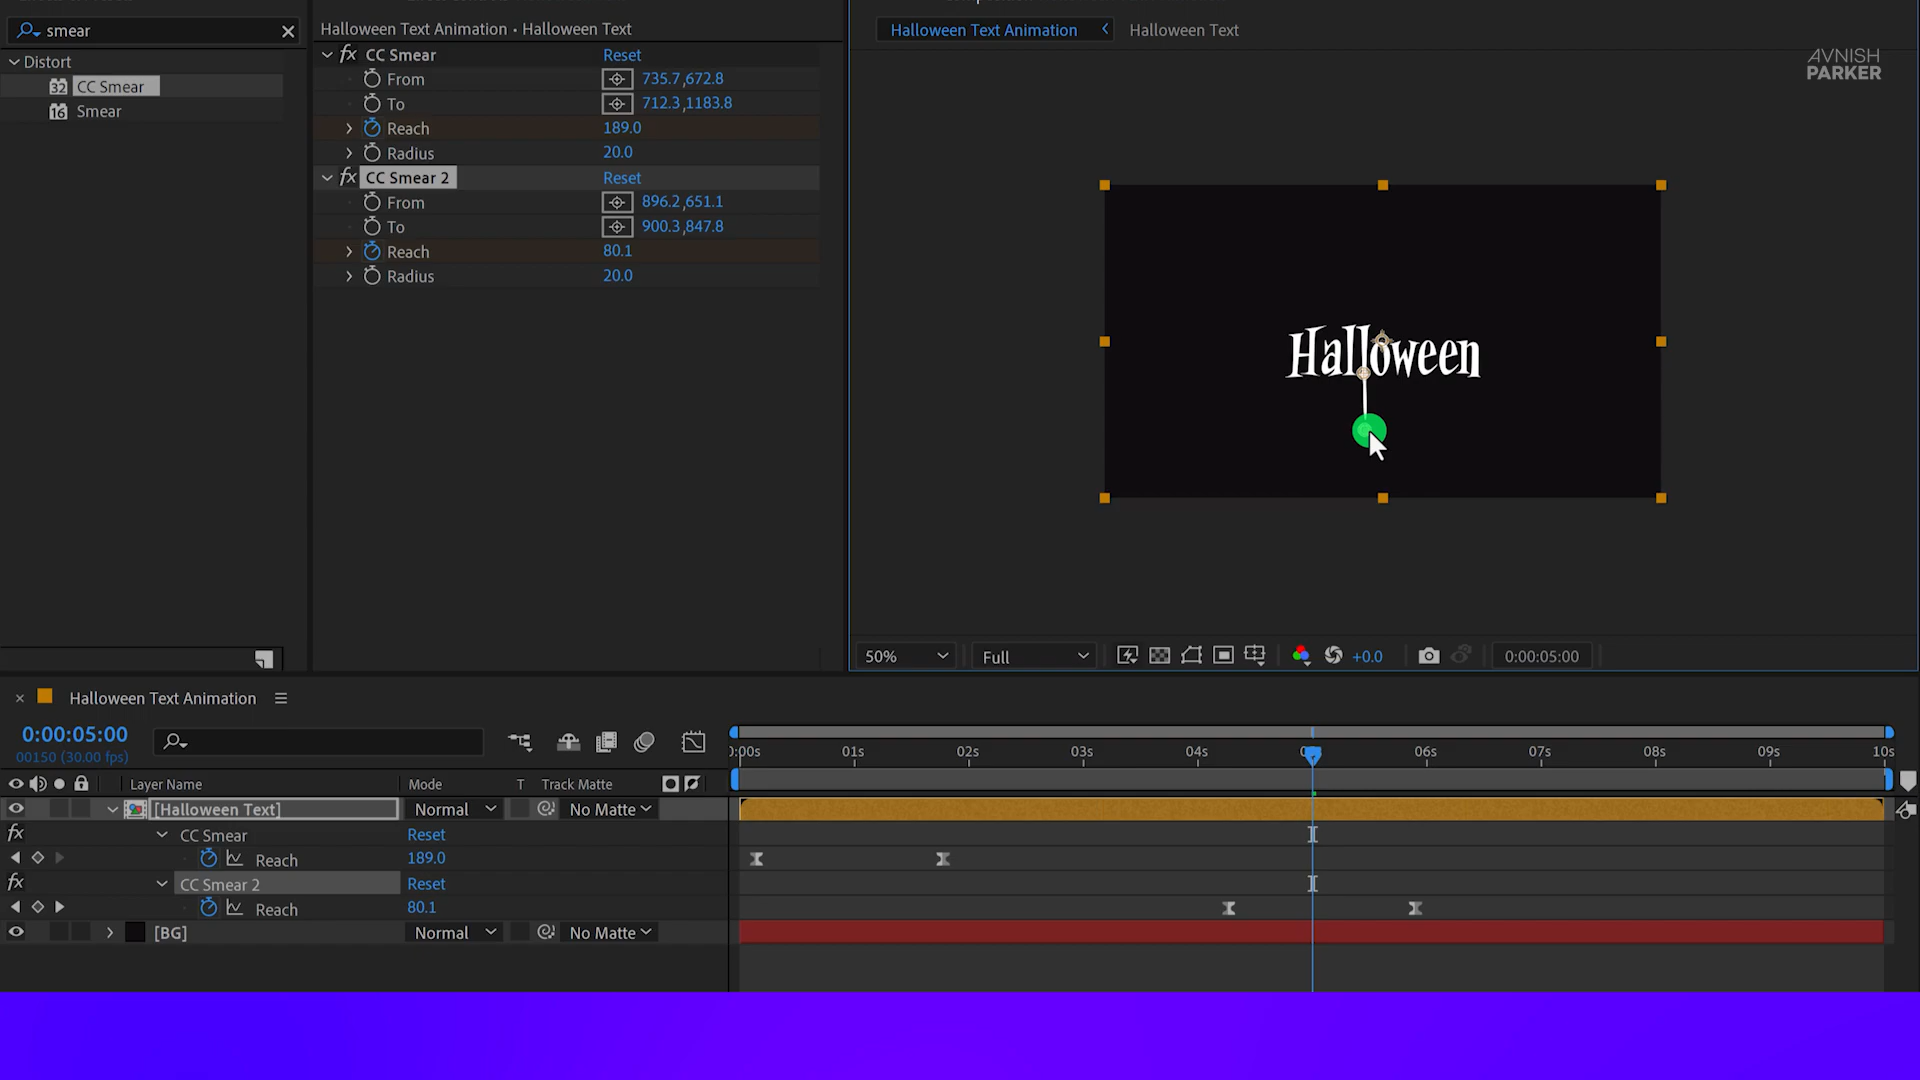 smear
Distort
32 CC Smear
16 Smear
Halloween Text Animation • Halloween Text
fx CC Smear Reset
From 735.7,672.8
To 712.3,1183.8
Reach 189.0
Radius 20.0
fx CC Smear 2 Reset
From 896.2,651.1
To 900.3,847.8
Reach 80.1
Radius 20.0
Halloween Text Animation Halloween Text
AVNISH
PARKER
Halloween
50% Full +0.0 0:00:05:00
Halloween Text Animation
0:00:05:00
00150 (30.00 fps)
:00s 01s 02s 03s 04s 06s 07s 08s 09s 10s
Layer Name Mode T Track Matte
[Halloween Text] Normal No Matte
fx CC Smear Reset
Reach 189.0
fx CC Smear 2 Reset
Reach 80.1
[BG] Normal No Matte